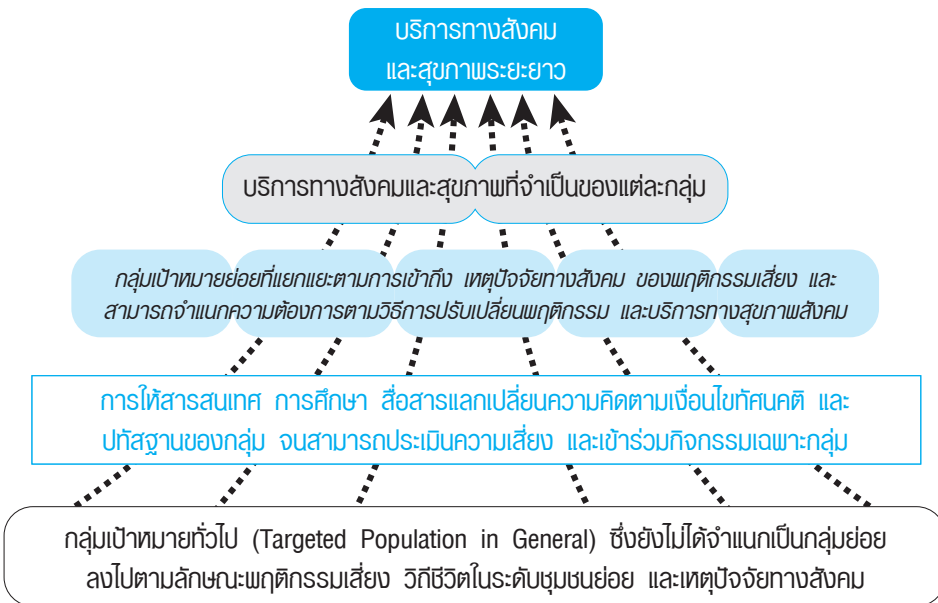 บริการทางสังคม
และสุขภาพระยะยาว
บริการทางสังคมและสุขภาพที่จำเป็นของแต่ละกลุ่ม
กลุ่มเป้าหมายย่อยที่แยกแยะตามการเข้าถึง เหตุปัจจัยทางสังคม ของพฤติกรรมเสี่ยง และ
สามารถจำแนกความต้องการตามวิธีการปรับเปลี่ยนพฤติกรรม และบริการทางสุขภาพสังคม
การให้สารสนเทศ การศึกษา สื่อสารแลกเปลี่ยนความคิดตามเงื่อนไขทัศนคติ และ
ปทัสฐานของกลุ่ม จนสามารถประเมินความเสี่ยง และเข้าร่วมกิจกรรมเฉพาะกลุ่ม
กลุ่มเป้าหมายทั่วไป (Targeted Population in General) ซึ่งยังไม่ได้จำแนกเป็นกลุ่มย่อย
ลงไปตามลักษณะพฤติกรรมเสี่ยง วิถีชีวิตในระดับชุมชนย่อย และเหตุปัจจัยทางสังคม